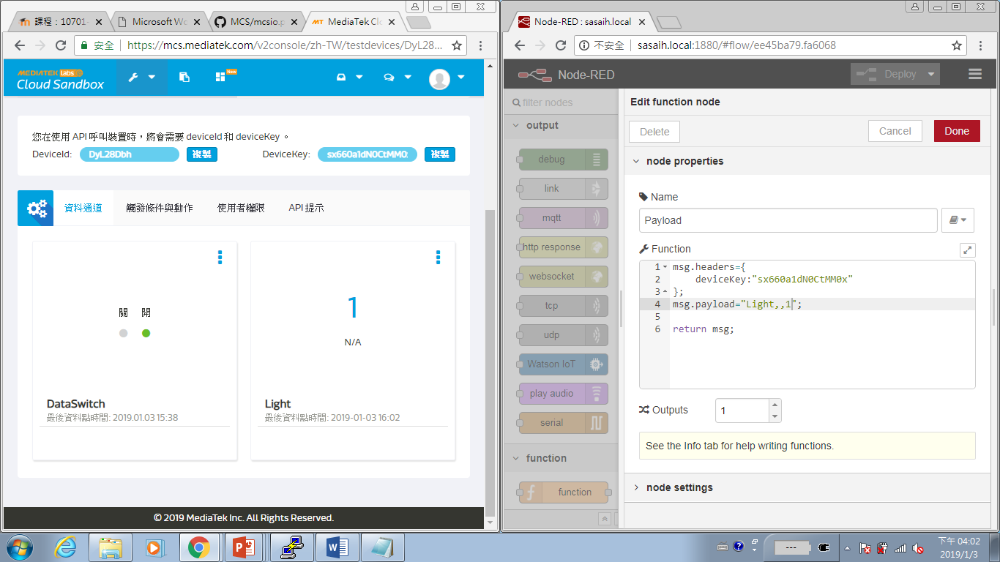 課程：10701-
Microsoft Wo
MCS/mcsio.p
MediaTek Clo
安全
https://mcs.mediatek.com/v2console/zh-TW/testdevices/DyL28...
MEDIATEK labs
Cloud Sandbox
New
您在使用 API 呼叫裝置時，將會需要 deviceId 和 deviceKey 。
DeviceId:
DyL28Dbh
複製
DeviceKey:
sx660a1dN0CtMM0:
複製
資料通道
觸發條件與動作
使用者權限
API 提示
關 開
DataSwitch
最後資料點時間: 2019.01.03 15:38
1
N/A
Light
最後資料點時間: 2019-01-03 16:02
© 2019 MediaTek Inc. All Rights Reserved.
Node-RED : sasaih.local
不安全
sasaih.local:1880/#flow/ee45ba79.fa6068
Node-RED
Deploy
filter nodes
output
debug
link
mqtt
http response
websocket
tcp
udp
Watson IoT
play audio
serial
function
function
Edit function node
Delete
Cancel
Done
node properties
Name
Payload
Function
1 msg.headers={
2 deviceKey:"sx660a1dN0CtMM0x"
3 };
4 msg.payload="Light,,1";
5
6 return msg;
Outputs
1
See the Info tab for help writing functions.
node settings
---
下午 04:02
2019/1/3